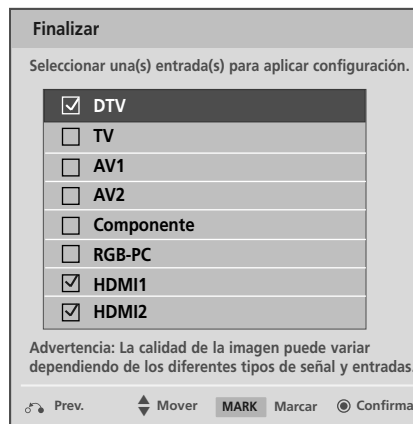 Finalizar
Seleccionar una(s) entrada(s) para aplicar configuración.
DTV
TV
AV1
AV2
Componente
RGB-PC
HDMI1
HDMI2
Advertencia: La calidad de la imagen puede variar
dependiendo de los diferentes tipos de señal y entradas.
Prev. Mover MARK Marcar Confirma